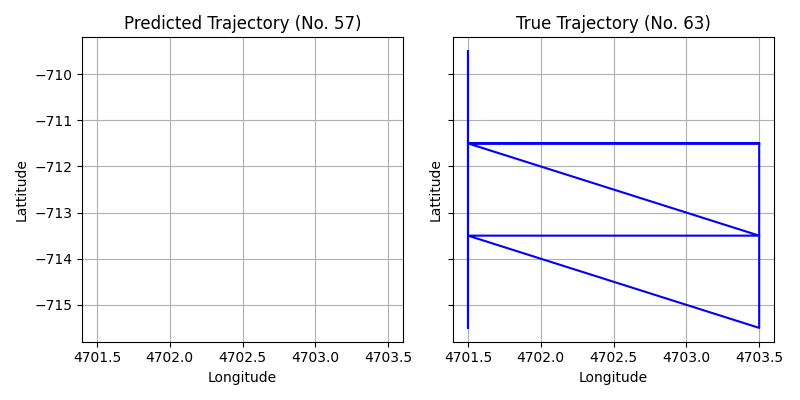 Predicted Trajectory (No. 57)
True Trajectory (No. 63)
−710
−711
−712
−713
−714
−715
Lattitude
4701.5 4702.0 4702.5 4703.0 4703.5
Longitude
Lattitude
4701.5 4702.0 4702.5 4703.0 4703.5
Longitude